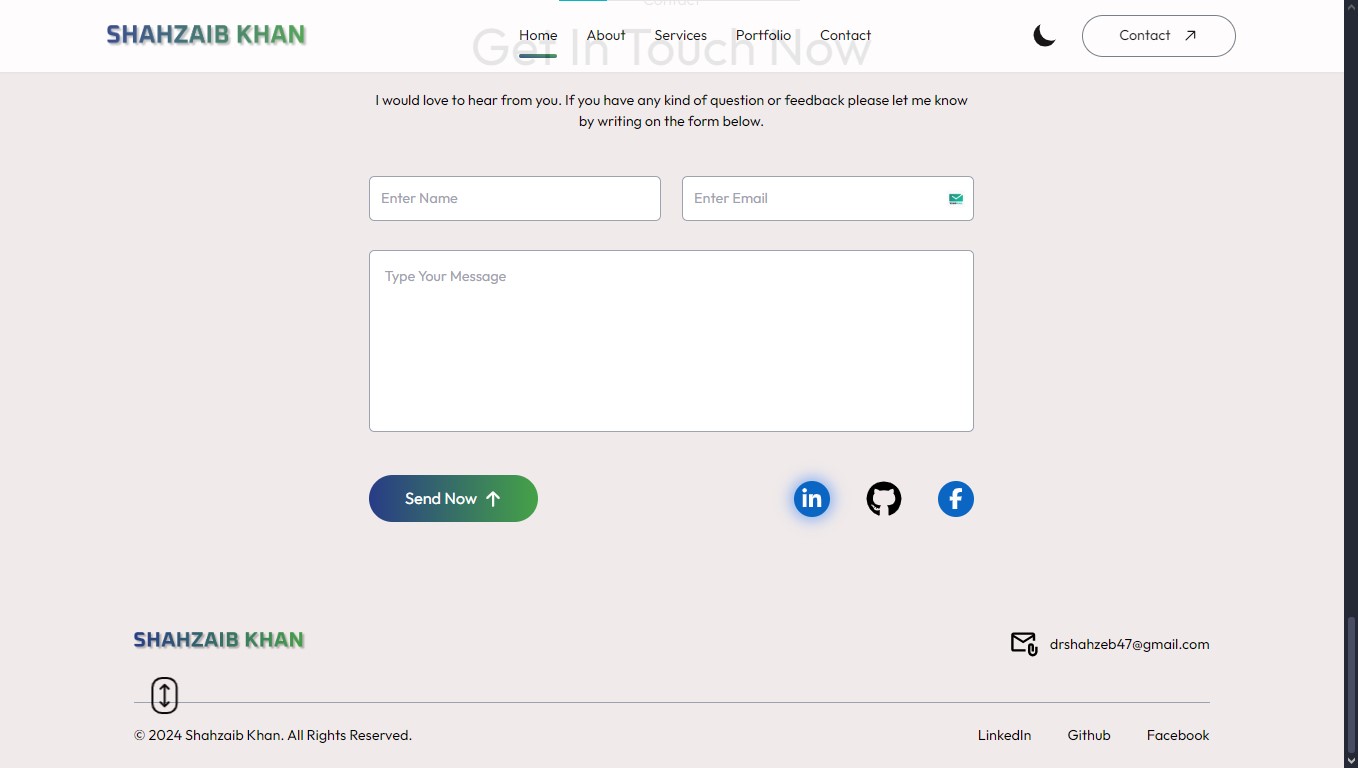 Contact
SHAHZAIB KHAN
Home About Services Portfolio Contact
Contact
Get In Touch Now
I would love to hear from you. If you have any kind of question or feedback please let me know
by writing on the form below.
Enter Name
Enter Email
Type Your Message
Send Now
in
f
SHAHZAIB KHAN
drshahzeb47@gmail.com
© 2024 Shahzaib Khan. All Rights Reserved.
LinkedIn Github Facebook